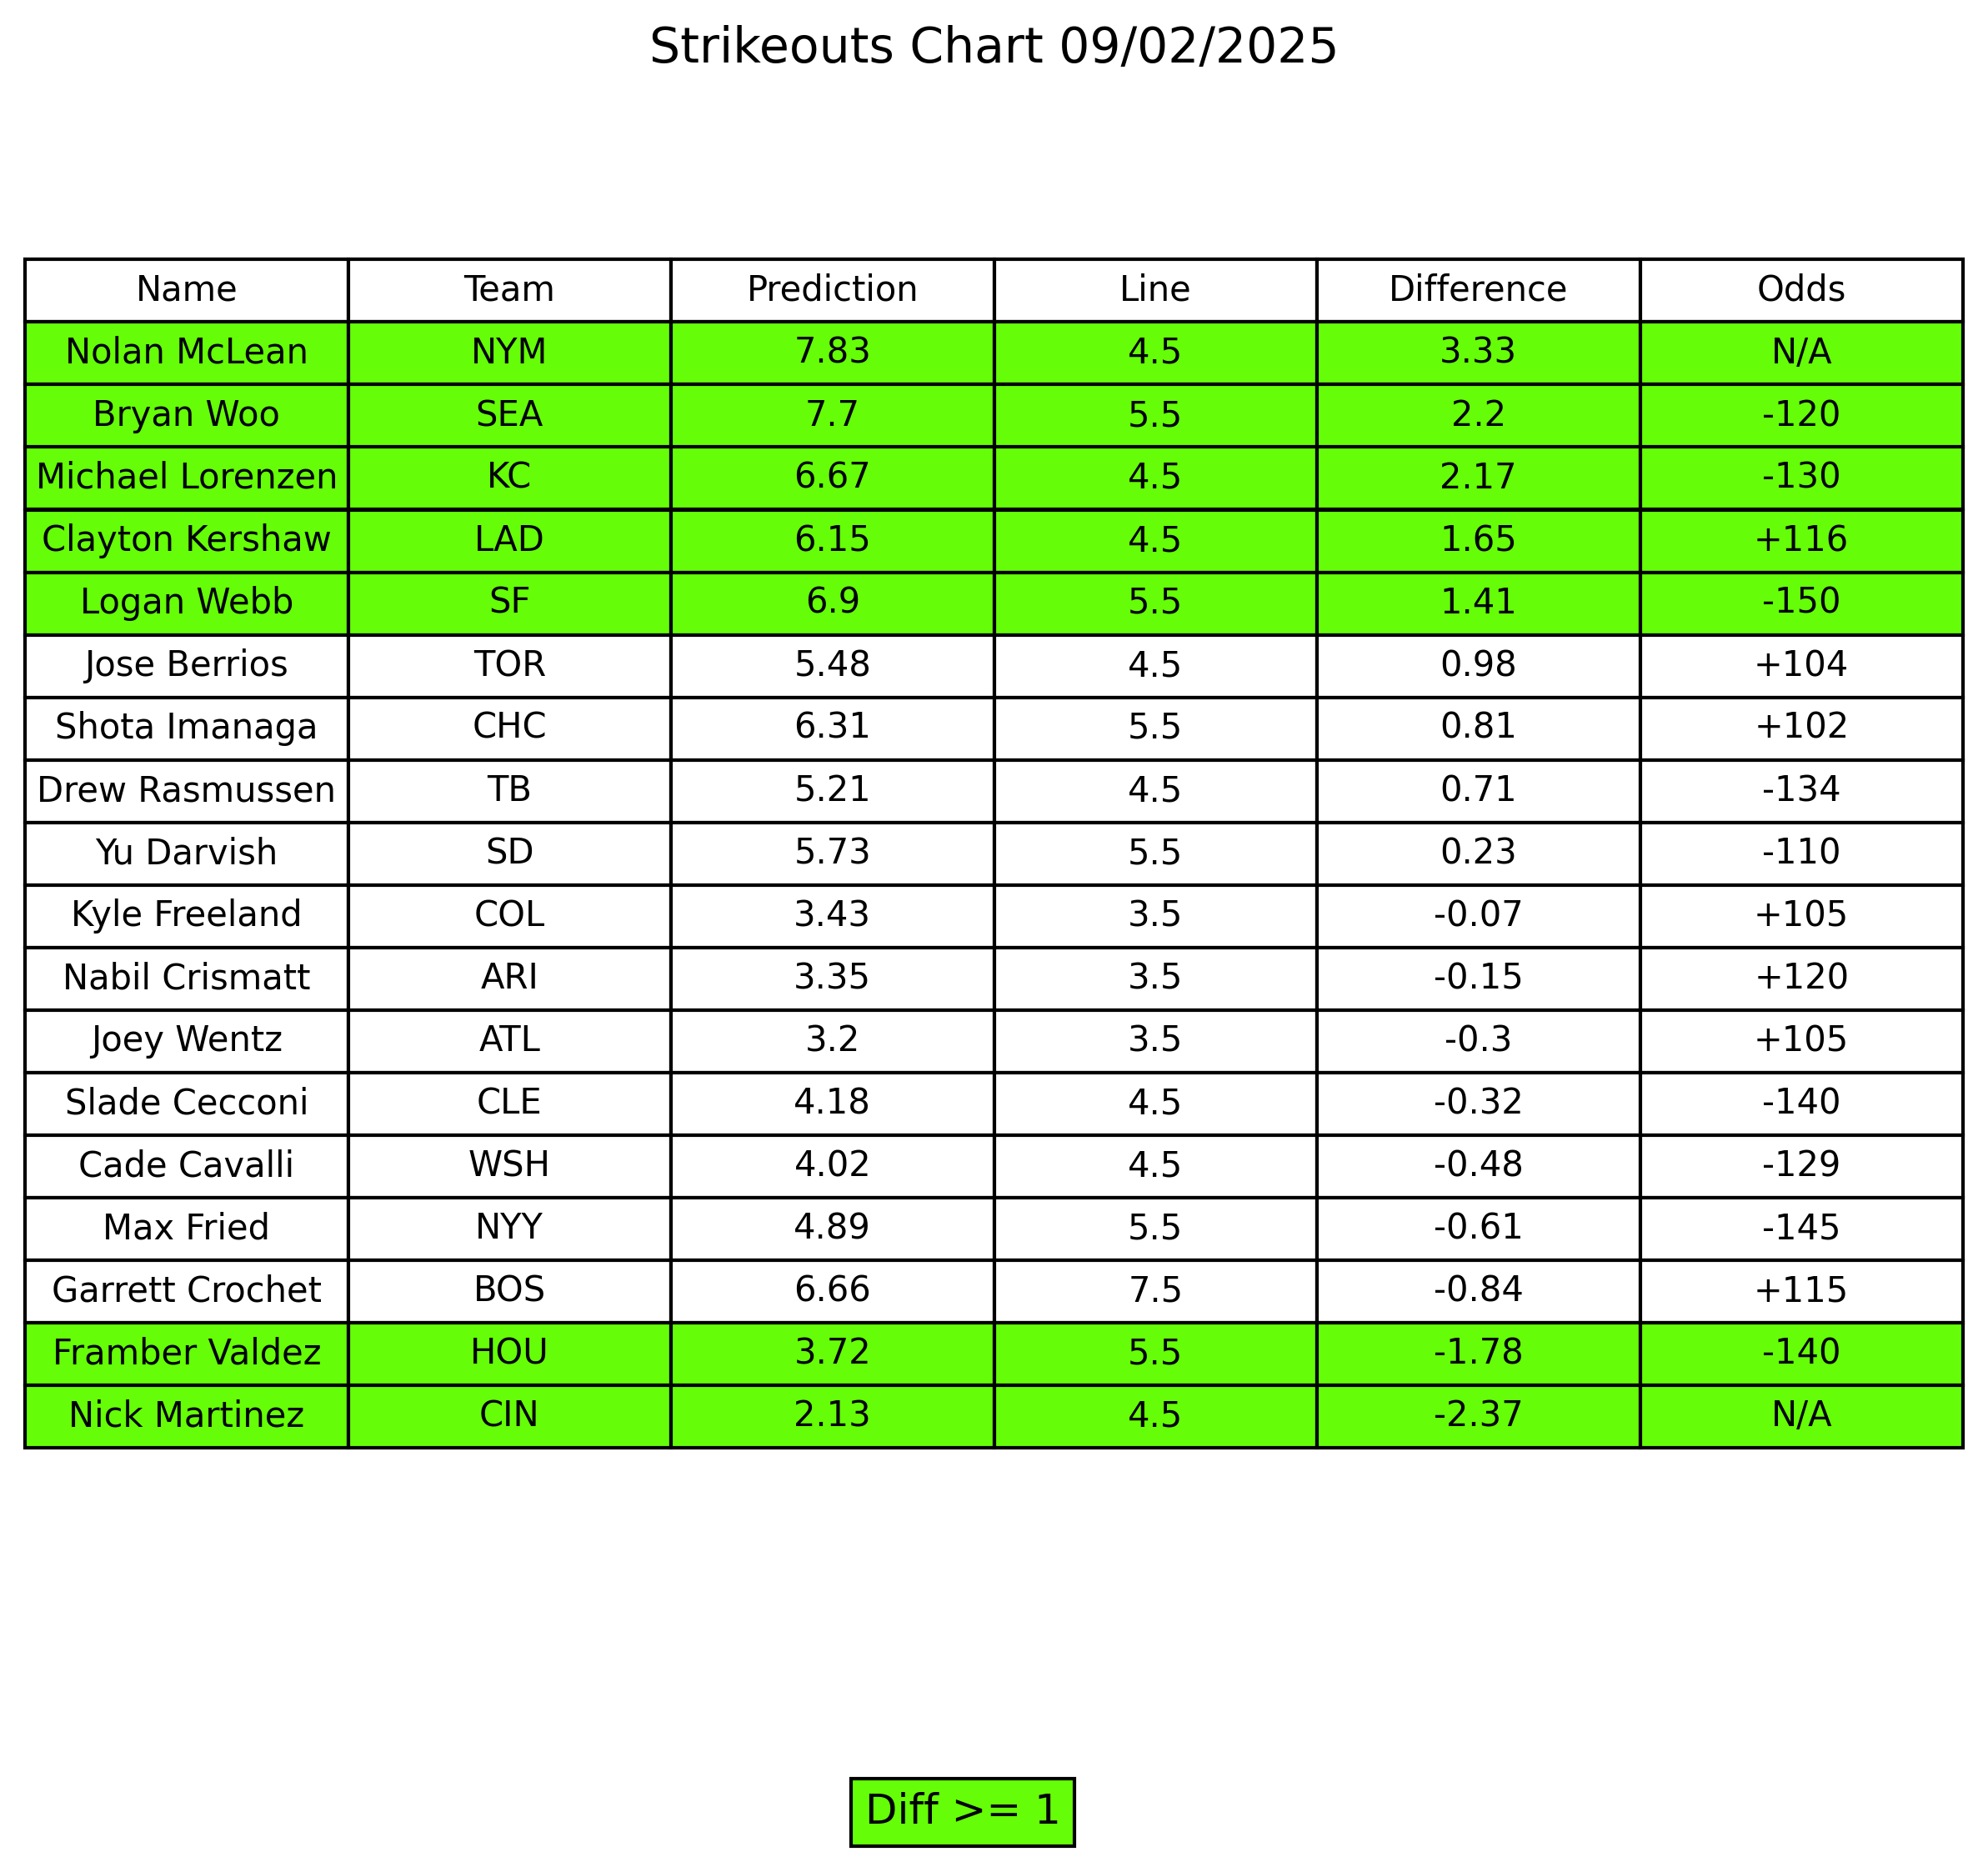 Strikeouts Chart 09/02/2025
Name Team Prediction Line Difference Odds
Nolan McLean NYM 7.83 4.5 3.33 N/A
Bryan Woo SEA 7.7 5.5 2.2 -120
Michael Lorenzen KC 6.67 4.5 2.17 -130
Clayton Kershaw LAD 6.15 4.5 1.65 +116
Logan Webb SF 6.9 5.5 1.41 -150
Jose Berrios TOR 5.48 4.5 0.98 +104
Shota Imanaga CHC 6.31 5.5 0.81 +102
Drew Rasmussen TB 5.21 4.5 0.71 -134
Yu Darvish SD 5.73 5.5 0.23 -110
Kyle Freeland COL 3.43 3.5 -0.07 +105
Nabil Crismatt ARI 3.35 3.5 -0.15 +120
Joey Wentz ATL 3.2 3.5 -0.3 +105
Slade Cecconi CLE 4.18 4.5 -0.32 -140
Cade Cavalli WSH 4.02 4.5 -0.48 -129
Max Fried NYY 4.89 5.5 -0.61 -145
Garrett Crochet BOS 6.66 7.5 -0.84 +115
Framber Valdez HOU 3.72 5.5 -1.78 -140
Nick Martinez CIN 2.13 4.5 -2.37 N/A
Diff >= 1